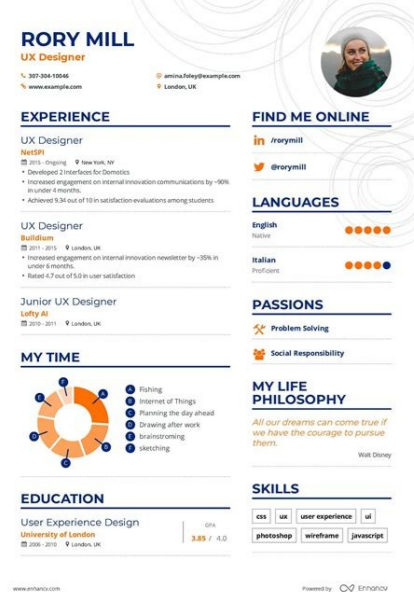 RORY MILL
UX Designer
307-304-10046
amina.foley@example.com
www.example.com
London, UK
EXPERIENCE
UX Designer
NetSPI
2015 - Ongoing
New York, NY
• Developed 2 Interfaces for Domotics
• Increased engagement on internal innovation communications by ~90%
in under 4 months.
• Achieved 9.34 out of 10 in satisfaction evaluations among students
UX Designer
Buildium
2011 - 2015
London, UK
• Increased engagement on internal innovation newsletter by ~35% in
under 6 months.
• Rated 4.7 out of 5.0 in user satisfaction
Junior UX Designer
Lofty AI
2010 - 2011
London, UK
MY TIME
F
A
E
D
B
C
A Fishing
B Internet of Things
C Planning the day ahead
D Drawing after work
E brainstroming
F sketching
EDUCATION
User Experience Design
University of London
2006 - 2010
London, UK
GPA
3.85 / 4.0
FIND ME ONLINE
in
/rorymill
@rorymill
LANGUAGES
English
Native
Italian
Proficient
PASSIONS
Problem Solving
Social Responsibility
MY LIFE
PHILOSOPHY
All our dreams can come true if
we have the courage to pursue
them.
Walt Disney
SKILLS
css
ux
user experience
ui
photoshop
wireframe
javascript
www.enhancv.com
Powered by
Enhancv